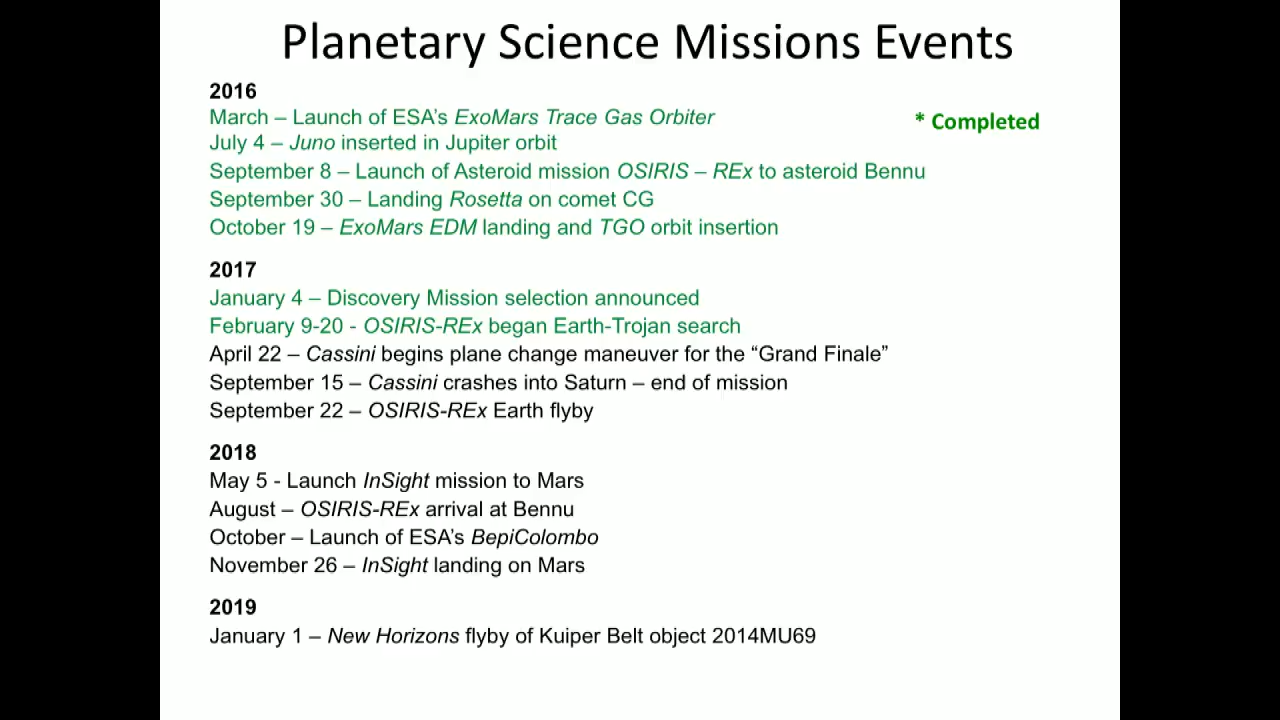 Planetary Science Missions Events
2016
March – Launch of ESA's ExoMars Trace Gas Orbiter
* Completed
July 4 – Juno inserted in Jupiter orbit
September 8 – Launch of Asteroid mission OSIRIS – REx to asteroid Bennu
September 30 – Landing Rosetta on comet CG
October 19 – ExoMars EDM landing and TGO orbit insertion
2017
January 4 – Discovery Mission selection announced
February 9-20 - OSIRIS-REx began Earth-Trojan search
April 22 – Cassini begins plane change maneuver for the “Grand Finale”
September 15 – Cassini crashes into Saturn – end of mission
September 22 – OSIRIS-REx Earth flyby
2018
May 5 - Launch InSight mission to Mars
August – OSIRIS-REx arrival at Bennu
October – Launch of ESA's BepiColombo
November 26 – InSight landing on Mars
2019
January 1 – New Horizons flyby of Kuiper Belt object 2014MU69